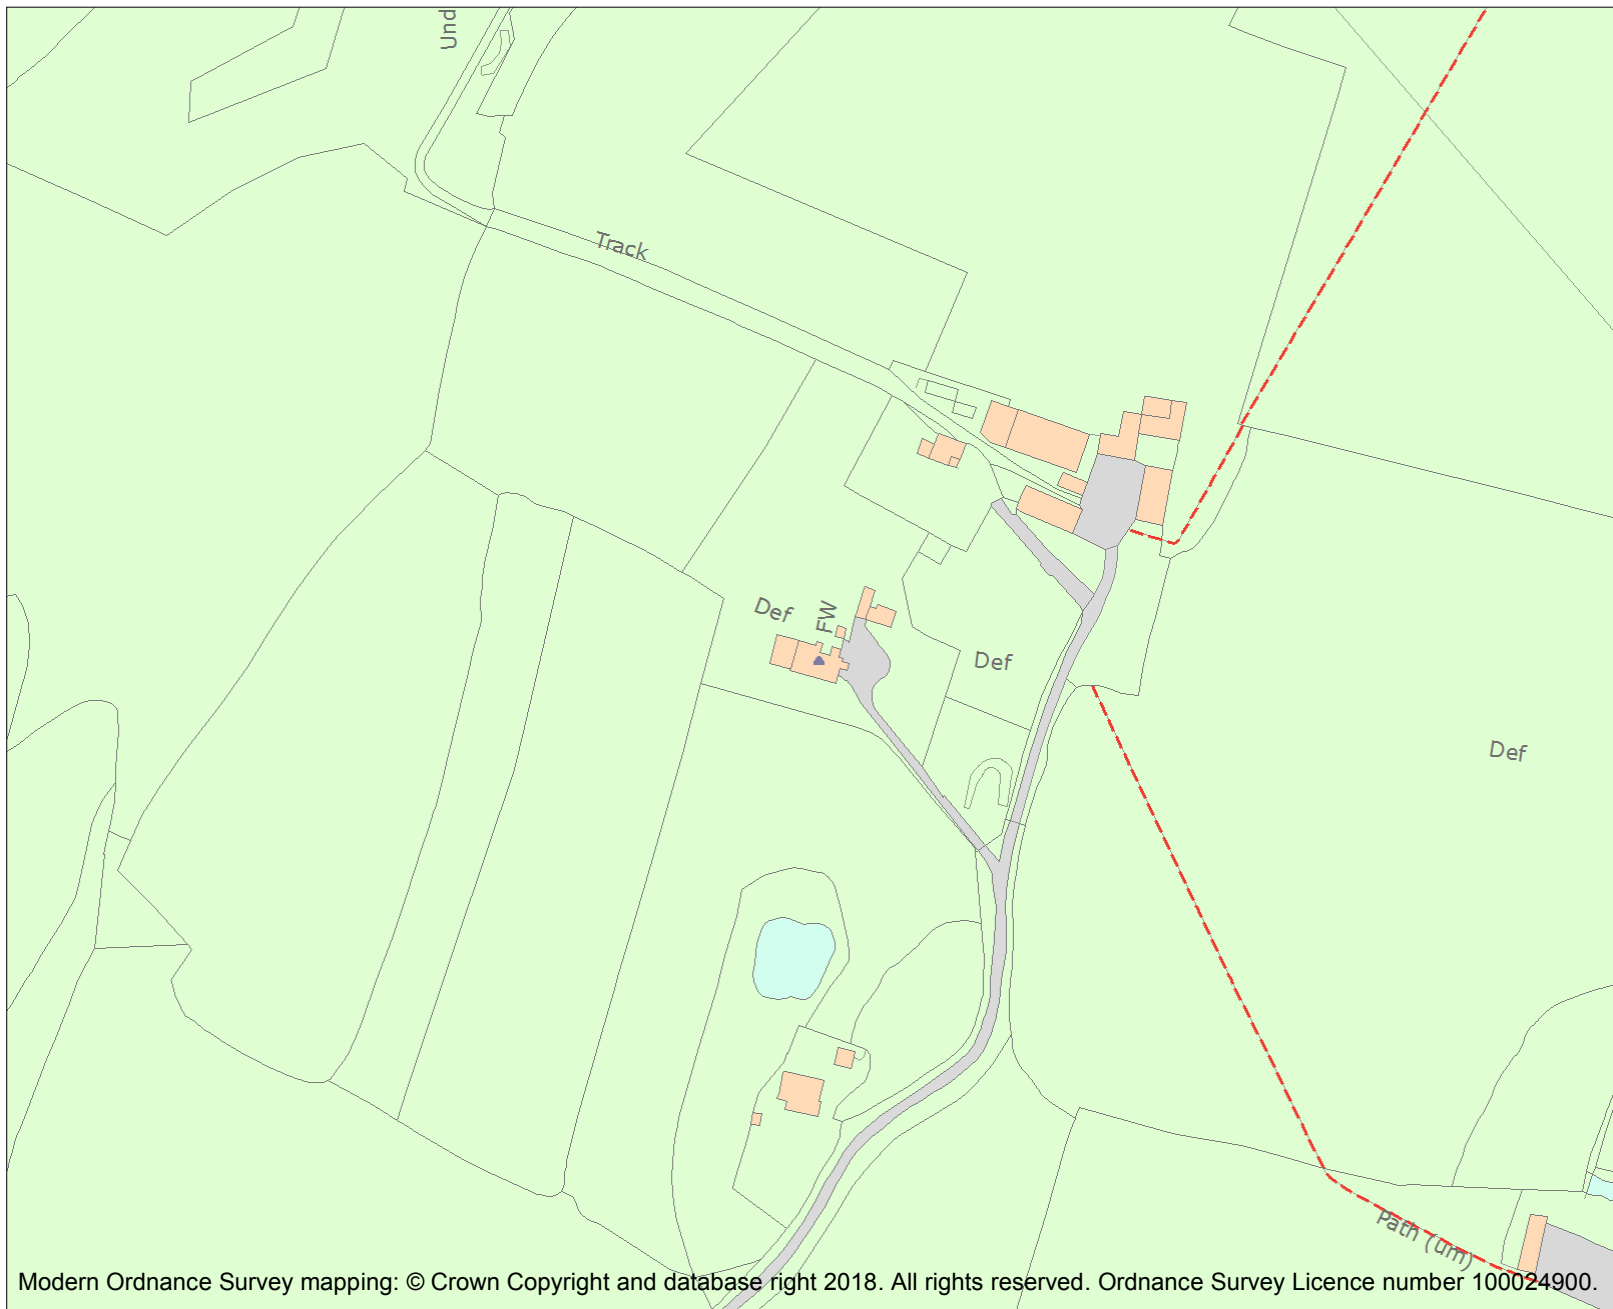 Und
Track
Def
FW
Def
Def
Path (um)
Modern Ordnance Survey mapping: © Crown Copyright and database right 2018. All rights reserved. Ordnance Survey Licence number 100024900.